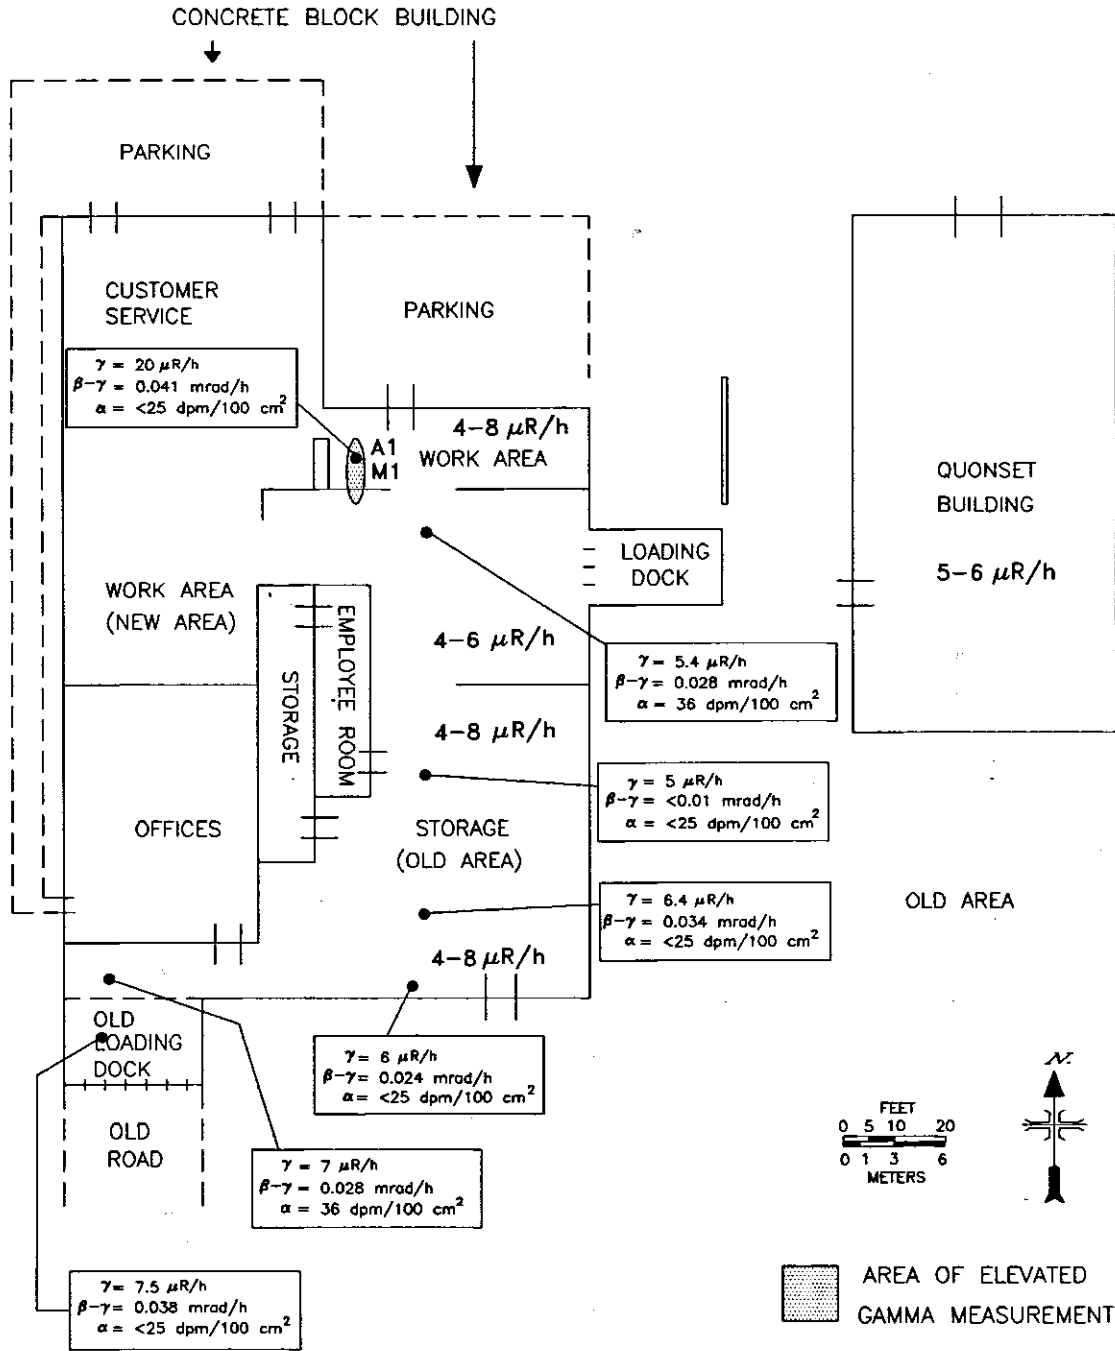 CONCRETE BLOCK BUILDING
PARKING
CUSTOMER
SERVICE
PARKING
γ = 20 μR/h
β-γ = 0.041 mrad/h
α = <25 dpm/100 cm²
4-8 μR/h
A1
M1
WORK AREA
QUONSET
BUILDING
5-6 μR/h
LOADING
DOCK
WORK AREA
(NEW AREA)
STORAGE
EMPLOYEE ROOM
4-6 μR/h
γ = 5.4 μR/h
β-γ = 0.028 mrad/h
α = 36 dpm/100 cm²
4-8 μR/h
γ = 5 μR/h
β-γ = <0.01 mrad/h
α = <25 dpm/100 cm²
OFFICES
STORAGE
(OLD AREA)
γ = 6.4 μR/h
β-γ = 0.034 mrad/h
α = <25 dpm/100 cm²
OLD AREA
4-8 μR/h
OLD
LOADING
DOCK
γ = 6 μR/h
β-γ = 0.024 mrad/h
α = <25 dpm/100 cm²
OLD
ROAD
γ = 7 μR/h
β-γ = 0.028 mrad/h
α = 36 dpm/100 cm²
N.
FEET
0 5 10 20
0 1 3 6
METERS
γ = 7.5 μR/h
β-γ = 0.038 mrad/h
α = <25 dpm/100 cm²
AREA OF ELEVATED
GAMMA MEASUREMENT